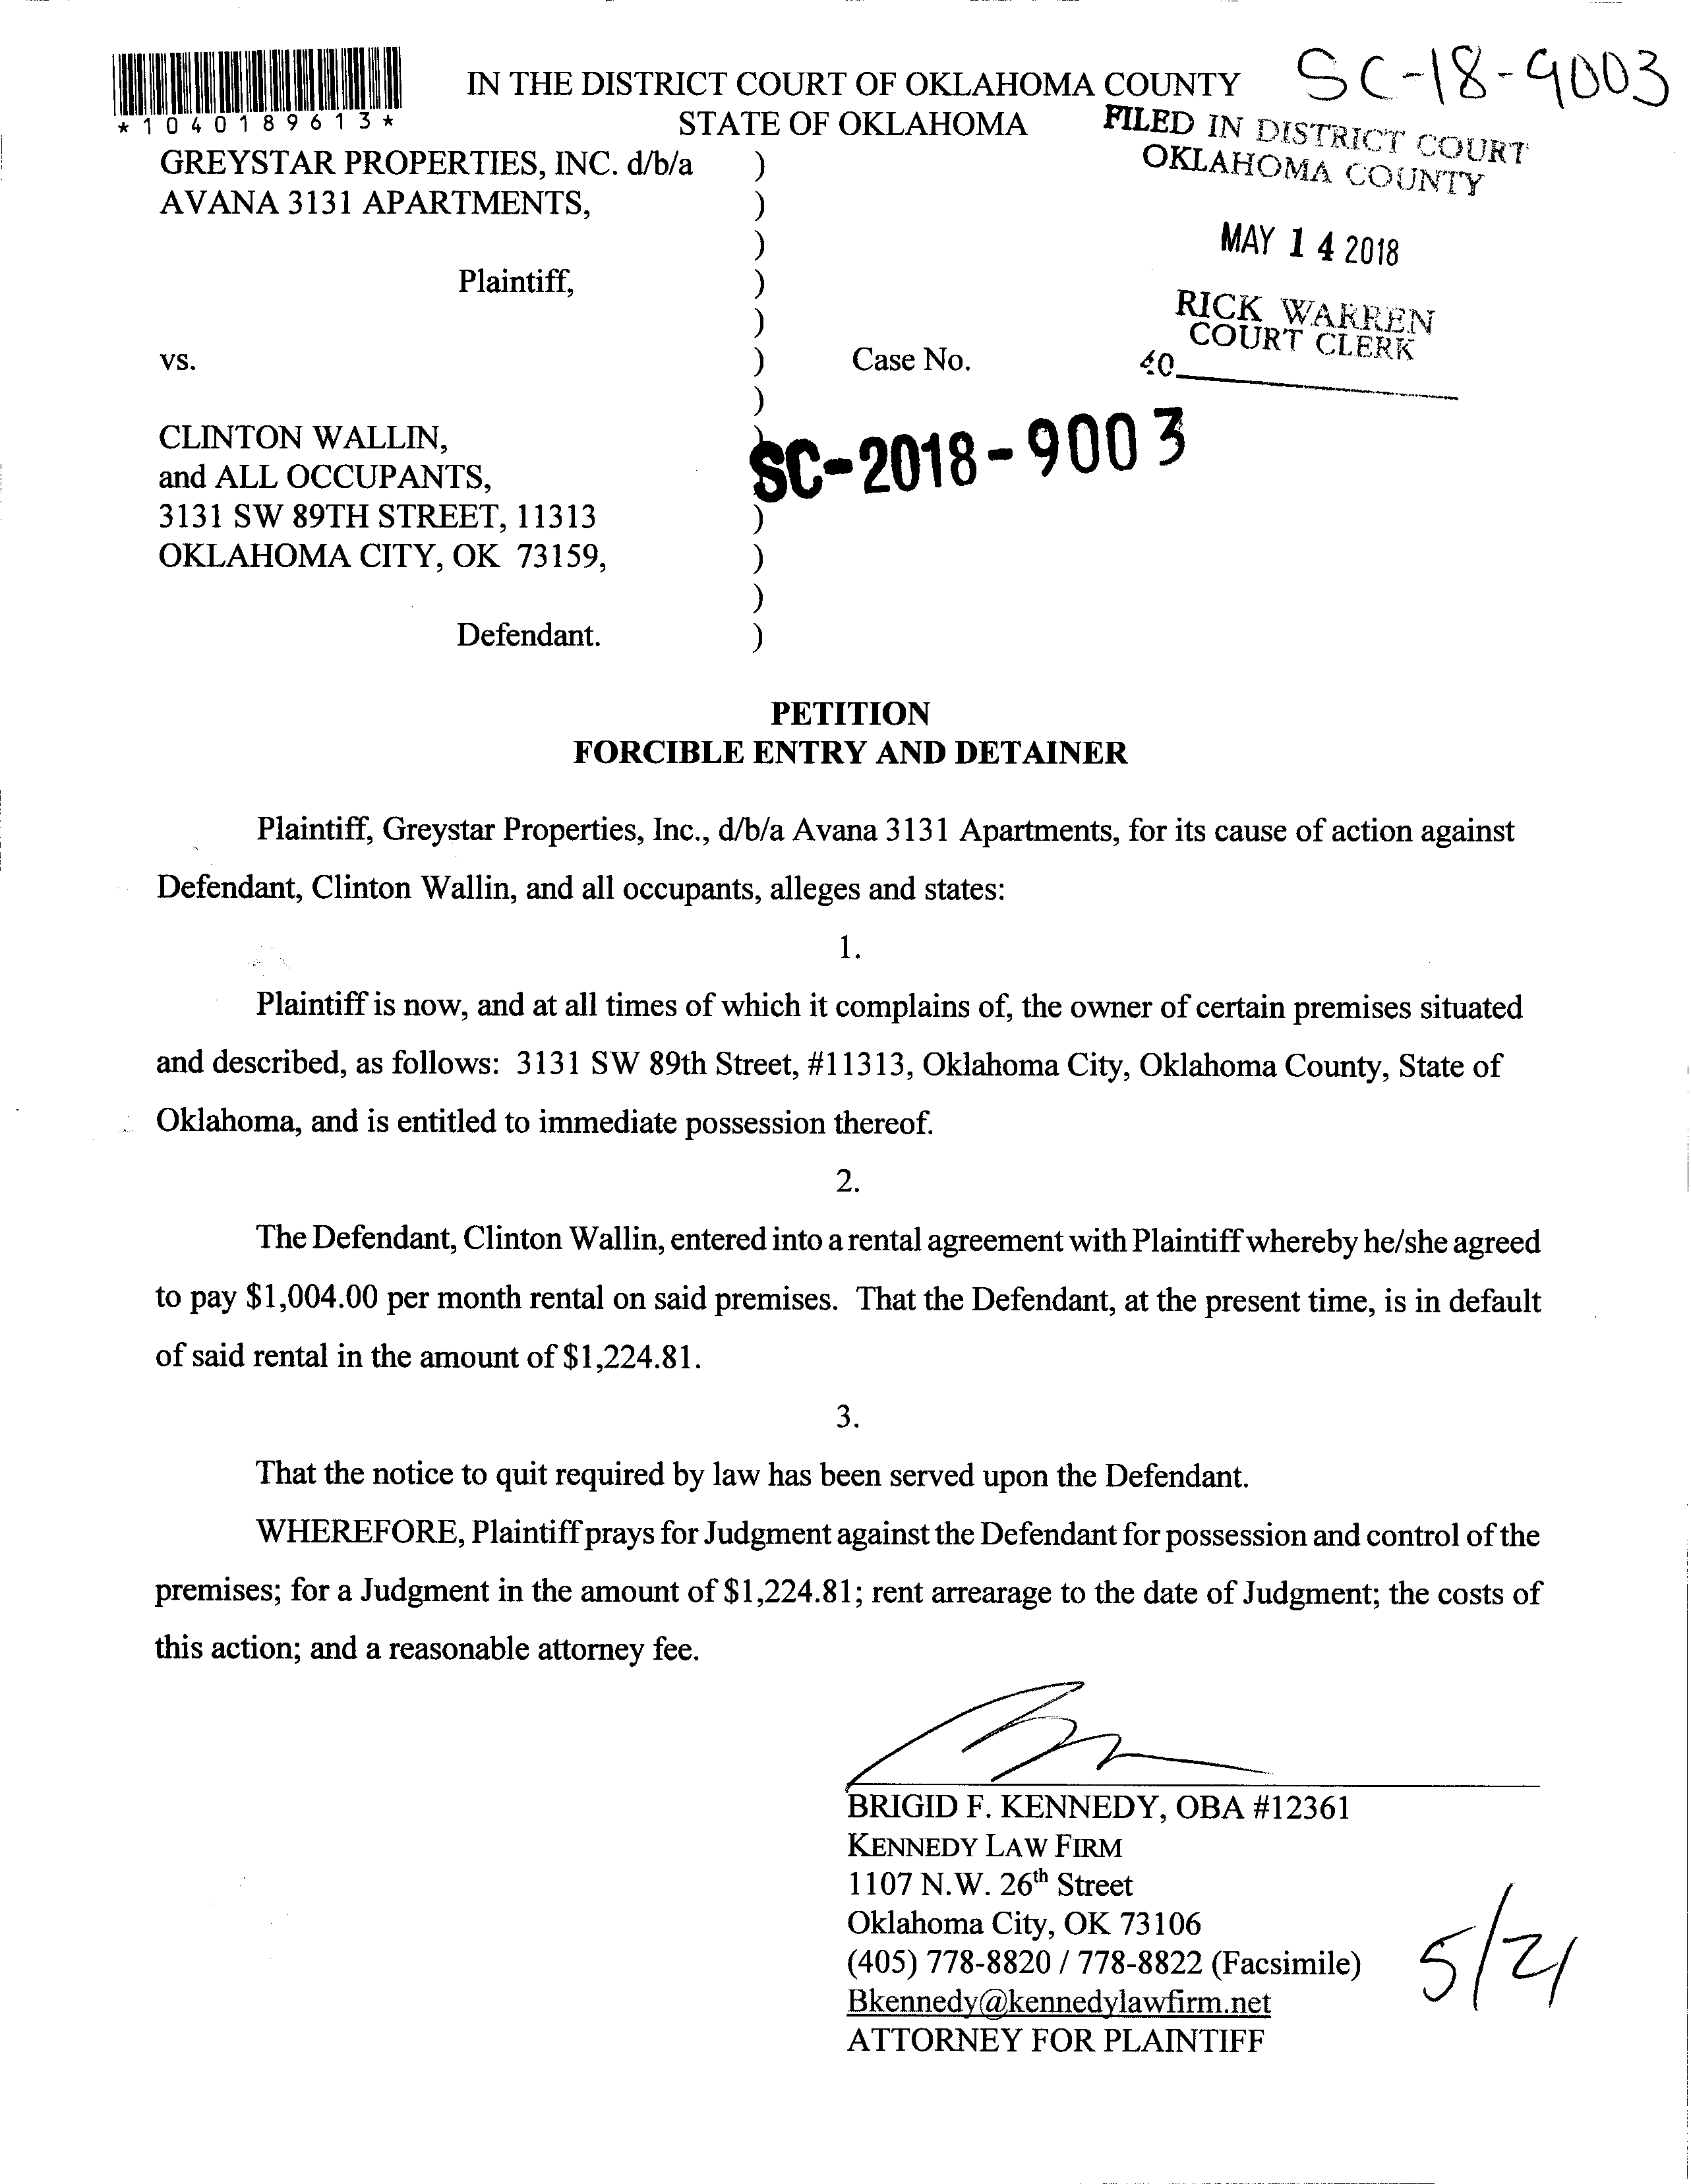 SC-18-9003
IN THE DISTRICT COURT OF OKLAHOMA COUNTY
STATE OF OKLAHOMA
*1040189613*
FILED IN DISTRICT COURT
OKLAHOMA COUNTY
MAY 14 2018
RICK WARREN
COURT CLERK
40
GREYSTAR PROPERTIES, INC. d/b/a )
AVANA 3131 APARTMENTS, )
)
Plaintiff, )
)
vs. ) Case No.
)
CLINTON WALLIN, )
SC-2018-9003
and ALL OCCUPANTS,
3131 SW 89TH STREET, 11313 )
OKLAHOMA CITY, OK 73159, )
)
Defendant. )
PETITION
FORCIBLE ENTRY AND DETAINER
Plaintiff, Greystar Properties, Inc., d/b/a Avana 3131 Apartments, for its cause of action against
Defendant, Clinton Wallin, and all occupants, alleges and states:
1.
Plaintiff is now, and at all times of which it complains of, the owner of certain premises situated
and described, as follows: 3131 SW 89th Street, #11313, Oklahoma City, Oklahoma County, State of
Oklahoma, and is entitled to immediate possession thereof.
2.
The Defendant, Clinton Wallin, entered into a rental agreement with Plaintiff whereby he/she agreed
to pay $1,004.00 per month rental on said premises. That the Defendant, at the present time, is in default
of said rental in the amount of $1,224.81.
3.
That the notice to quit required by law has been served upon the Defendant.
WHEREFORE, Plaintiff prays for Judgment against the Defendant for possession and control of the
premises; for a Judgment in the amount of $1,224.81; rent arrearage to the date of Judgment; the costs of
this action; and a reasonable attorney fee.
BRIGID F. KENNEDY, OBA #12361
KENNEDY LAW FIRM
1107 N.W. 26th Street
Oklahoma City, OK 73106
(405) 778-8820 / 778-8822 (Facsimile)
Bkennedy@kennedylawfirm.net
ATTORNEY FOR PLAINTIFF
5/21